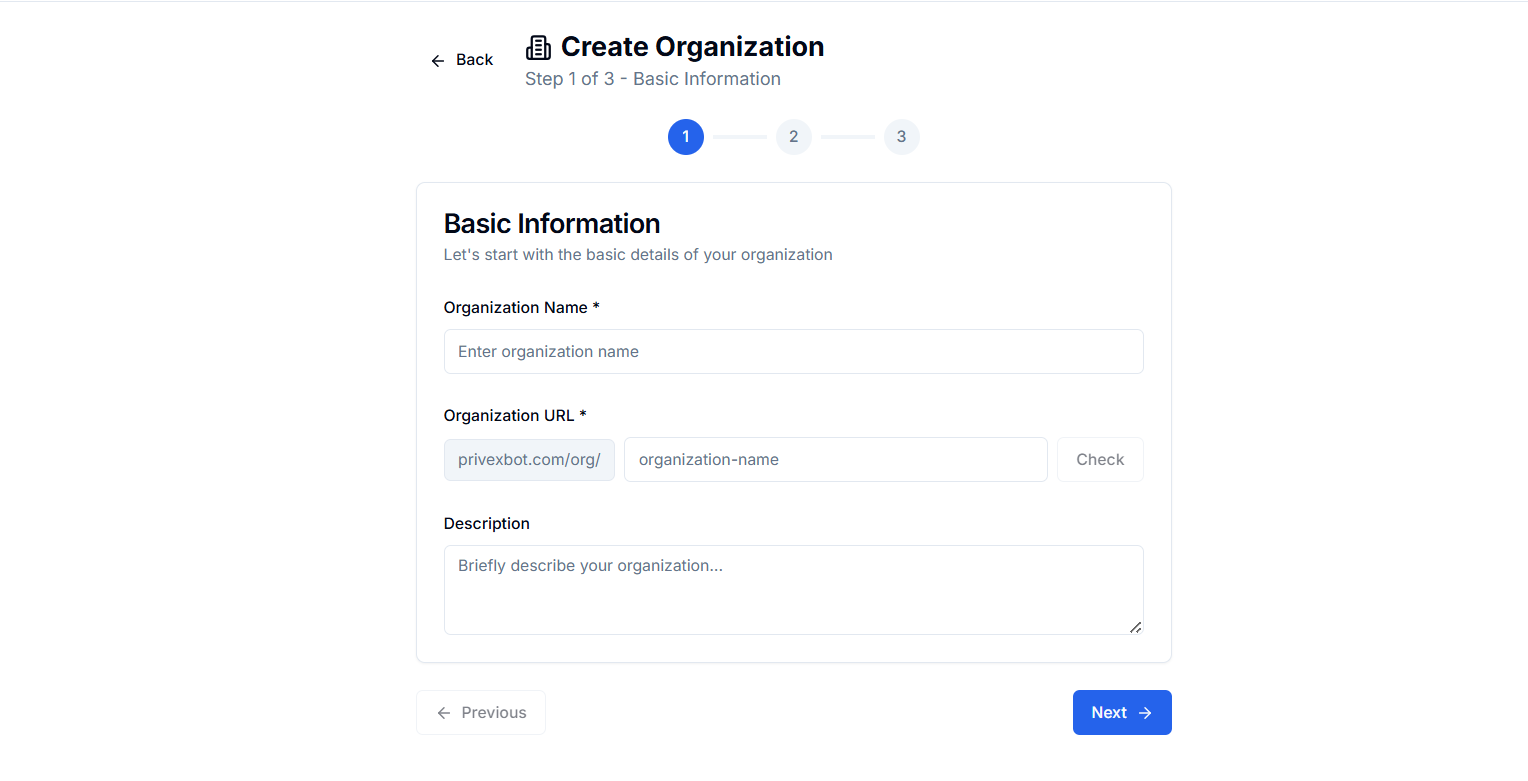 Back
Create Organization
Step 1 of 3 - Basic Information
1 2 3
Basic Information
Let's start with the basic details of your organization
Organization Name *
Enter organization name
Organization URL *
privexbot.com/org/ organization-name Check
Description
Briefly describe your organization...
Previous Next